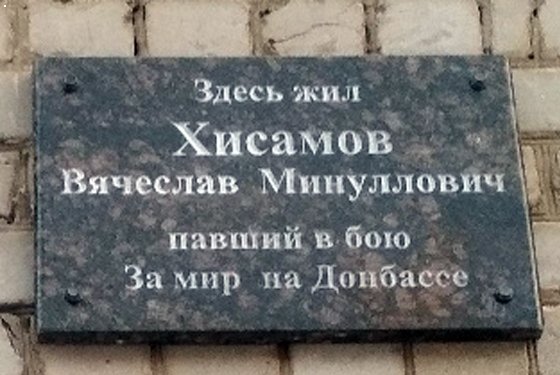 Здесь жил
Хисамов
Вячеслав Минуллович
павший в бою
За мир на Донбассе